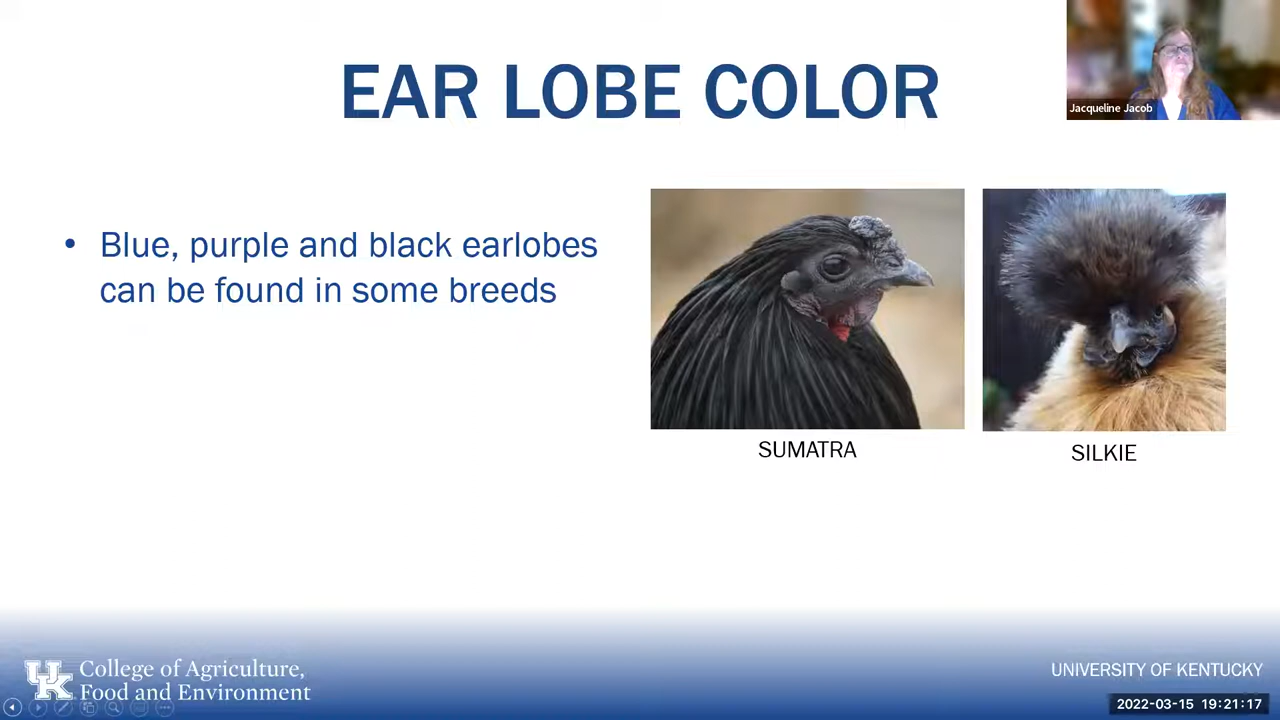 EAR LOBE COLOR
Jacqueline Jacob
• Blue, purple and black earlobes
can be found in some breeds
SUMATRA
SILKIE
UK
College of Agriculture,
Food and Environment
UNIVERSITY OF KENTUCKY
2022-03-15 19:21:17